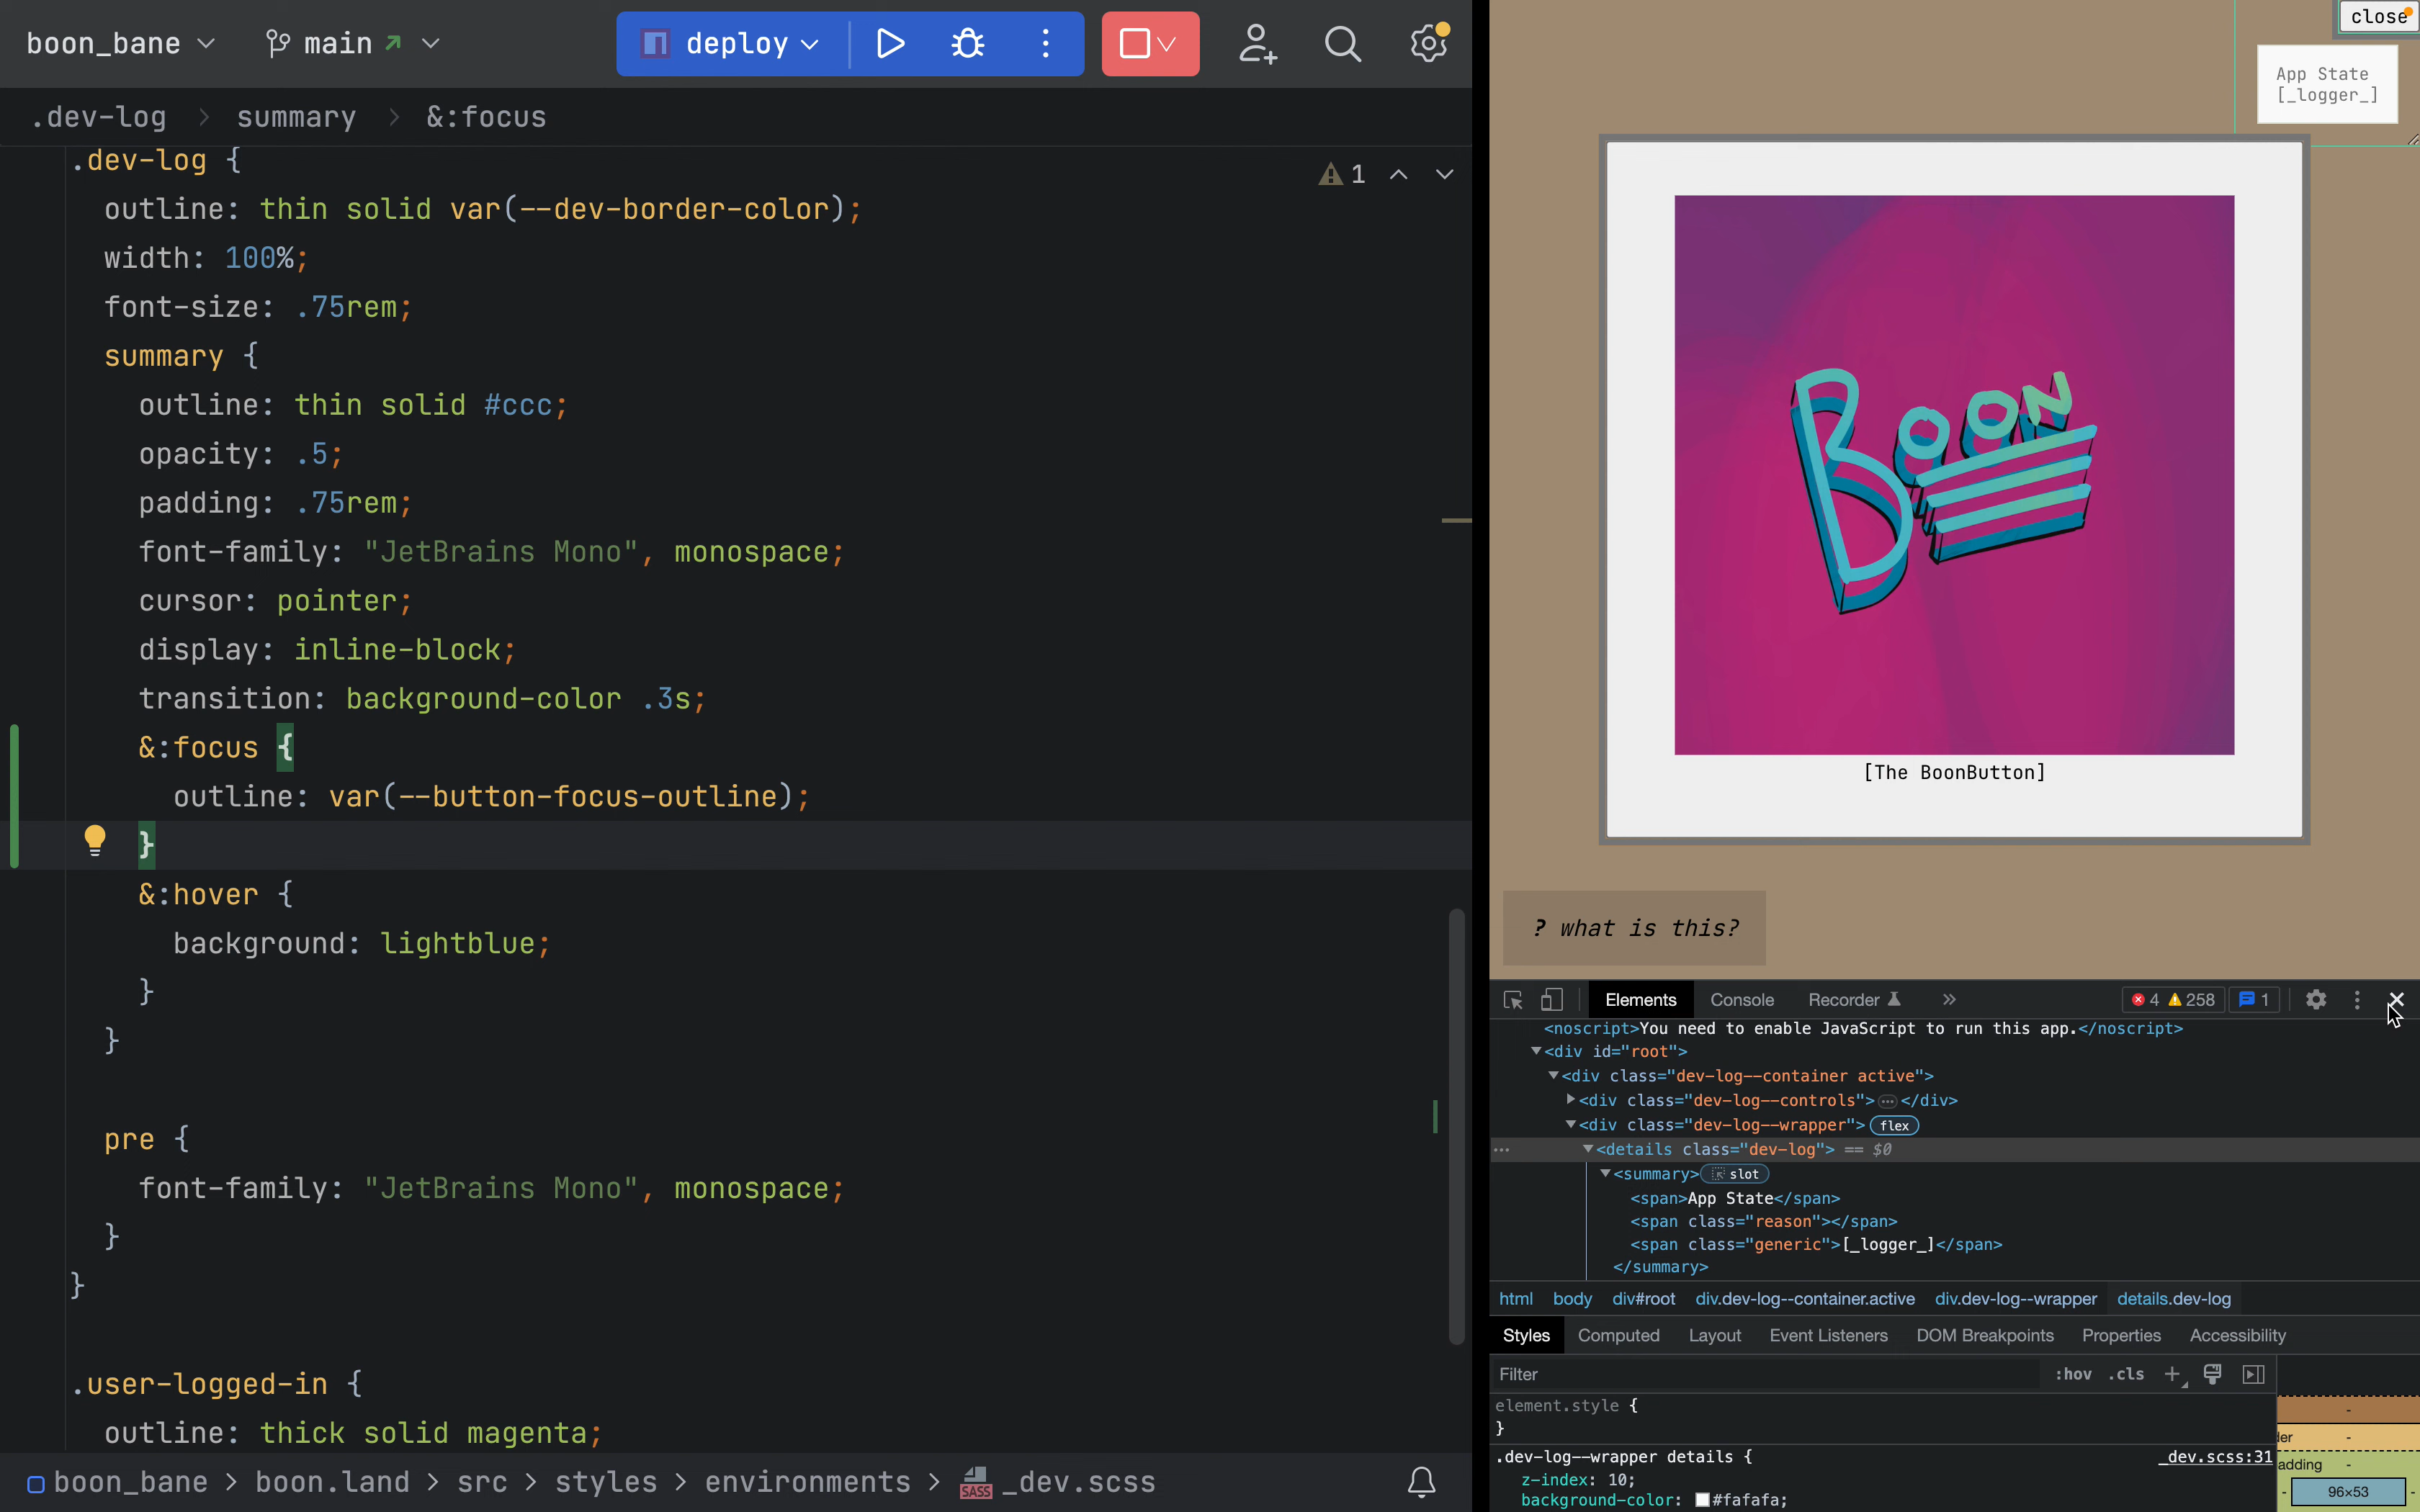 boon_bane
main
deploy
.dev-log > summary > &:focus
1
.dev-log {
outline: thin solid var(--dev-border-color);
width: 100%;
font-size: .75rem;
summary {
outline: thin solid #ccc;
opacity: .5;
padding: .75rem;
font-family: "JetBrains Mono", monospace;
cursor: pointer;
display: inline-block;
transition: background-color .3s;
&:focus {
outline: var(--button-focus-outline);
}
&:hover {
background: lightblue;
}
}
pre {
font-family: "JetBrains Mono", monospace;
}
}
.user-logged-in {
outline: thick solid magenta;
boon_bane > boon.land > src > styles > environments > SASS _dev.scss
close
App State
[_logger_]
Boon
[The BoonButton]
? what is this?
Elements Console Recorder » 4 258 1
<noscript>You need to enable JavaScript to run this app.</noscript>
<div id="root">
<div class="dev-log--container active">
<div class="dev-log--controls">…</div>
<div class="dev-log--wrapper"> flex
… <details class="dev-log"> == $0
<summary> slot
<span>App State</span>
<span class="reason"></span>
<span class="generic">[_logger_]</span>
</summary>
html body div#root div.dev-log--container.active div.dev-log--wrapper details.dev-log
Styles Computed Layout Event Listeners DOM Breakpoints Properties Accessibility
Filter :hov .cls +
element.style {
}
.dev-log--wrapper details { _dev.scss:31
z-index: 10;
background-color: #fafafa;
-
der -
adding -
- 96×53 -